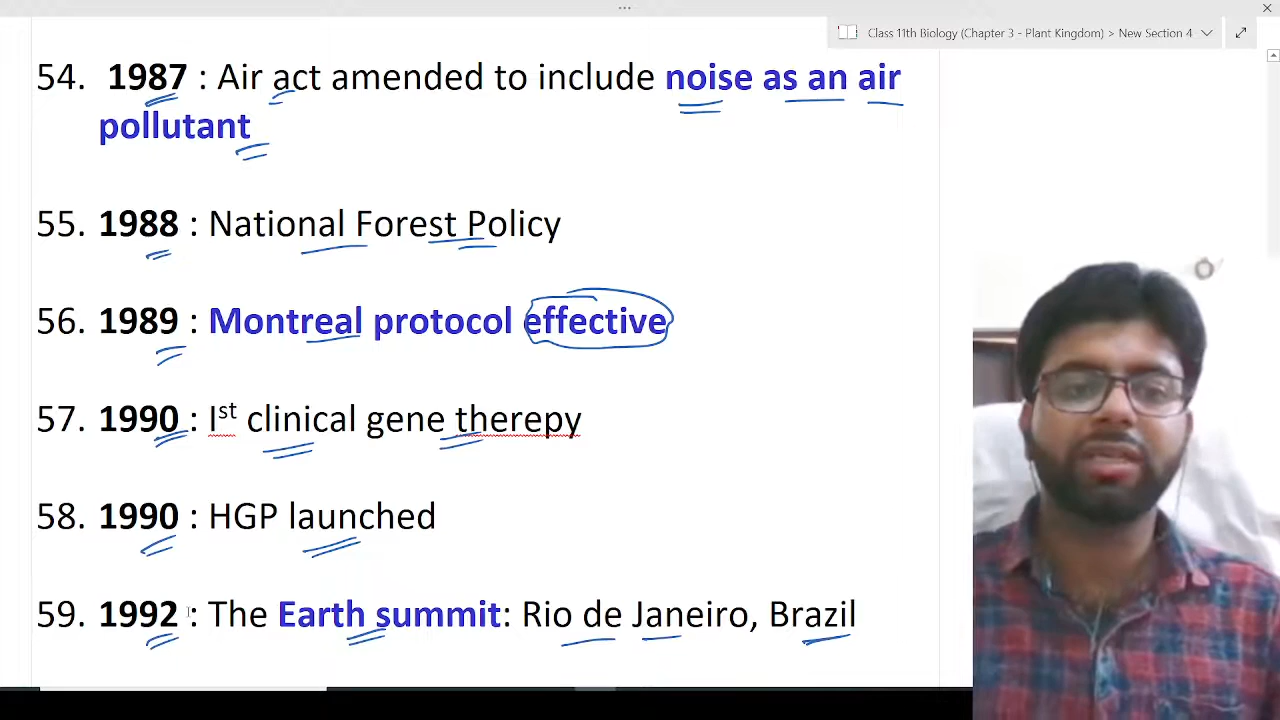 Class 11th Biology (Chapter 3 - Plant Kingdom) > New Section 4
54. 1987 : Air act amended to include noise as an air
pollutant
55. 1988 : National Forest Policy
56. 1989 : Montreal protocol effective
57. 1990 : Ist clinical gene therepy
58. 1990 : HGP launched
59. 1992 : The Earth summit: Rio de Janeiro, Brazil